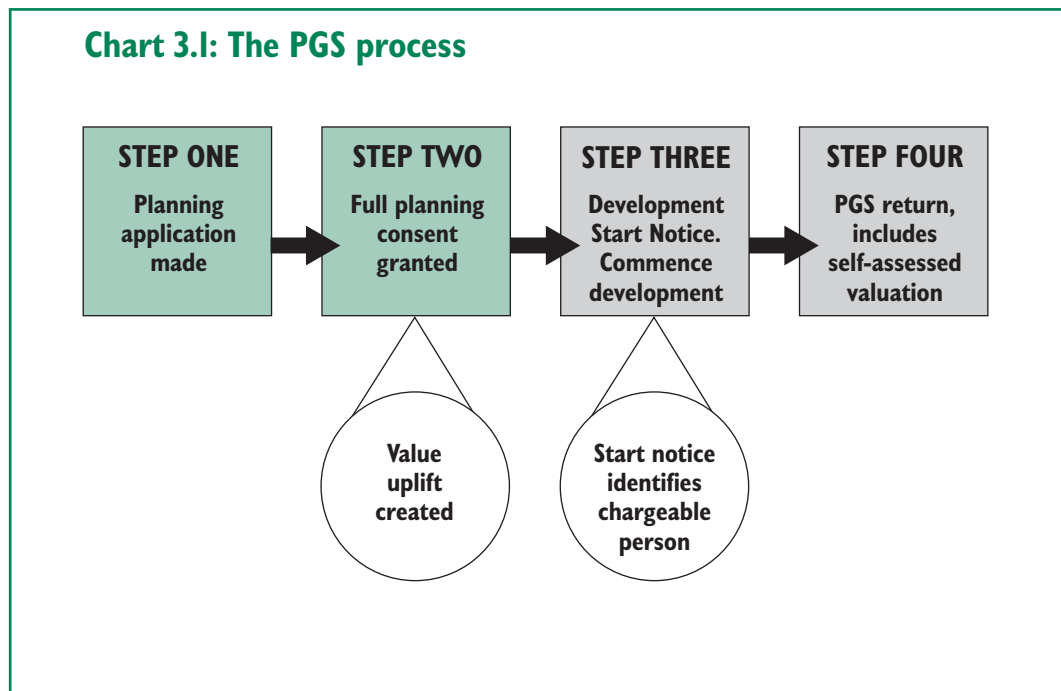 Chart 3.1: The PGS process
STEP ONE
Planning
application
made
STEP TWO
Full planning
consent
granted
STEP THREE
Development
Start Notice.
Commence
development
STEP FOUR
PGS return,
includes
self-assessed
valuation
Value
uplift
created
Start notice
identifies
chargeable
person